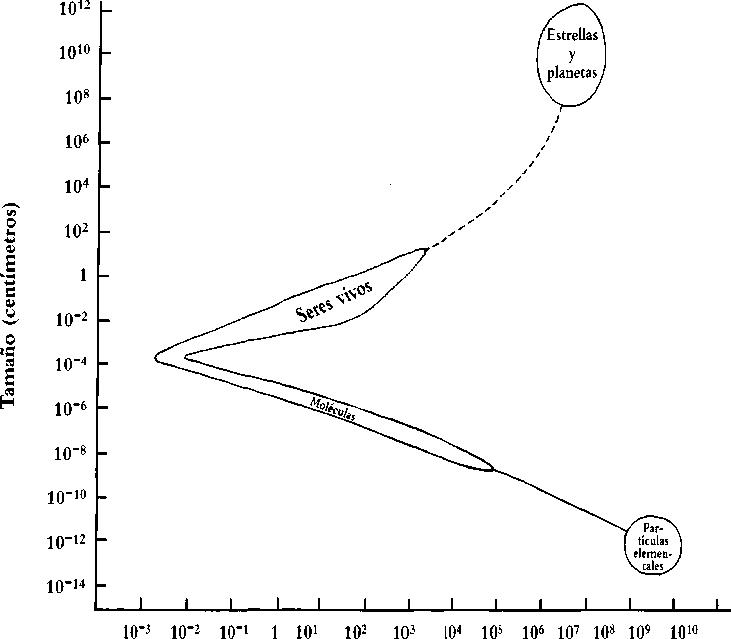 10¹²
10¹⁰
10⁸
10⁶
10⁴
10²
1
10⁻²
10⁻⁴
10⁻⁶
10⁻⁸
10⁻¹⁰
10⁻¹²
10⁻¹⁴
Tamaño (centímetros)
Estrellas
y
planetas
Seres vivos
Moléculas
Par-
tículas
elemen-
tales
10⁻³ 10⁻² 10⁻¹ 1 10¹ 10² 10³ 10⁴ 10⁵ 10⁶ 10⁷ 10⁸ 10⁹ 10¹⁰